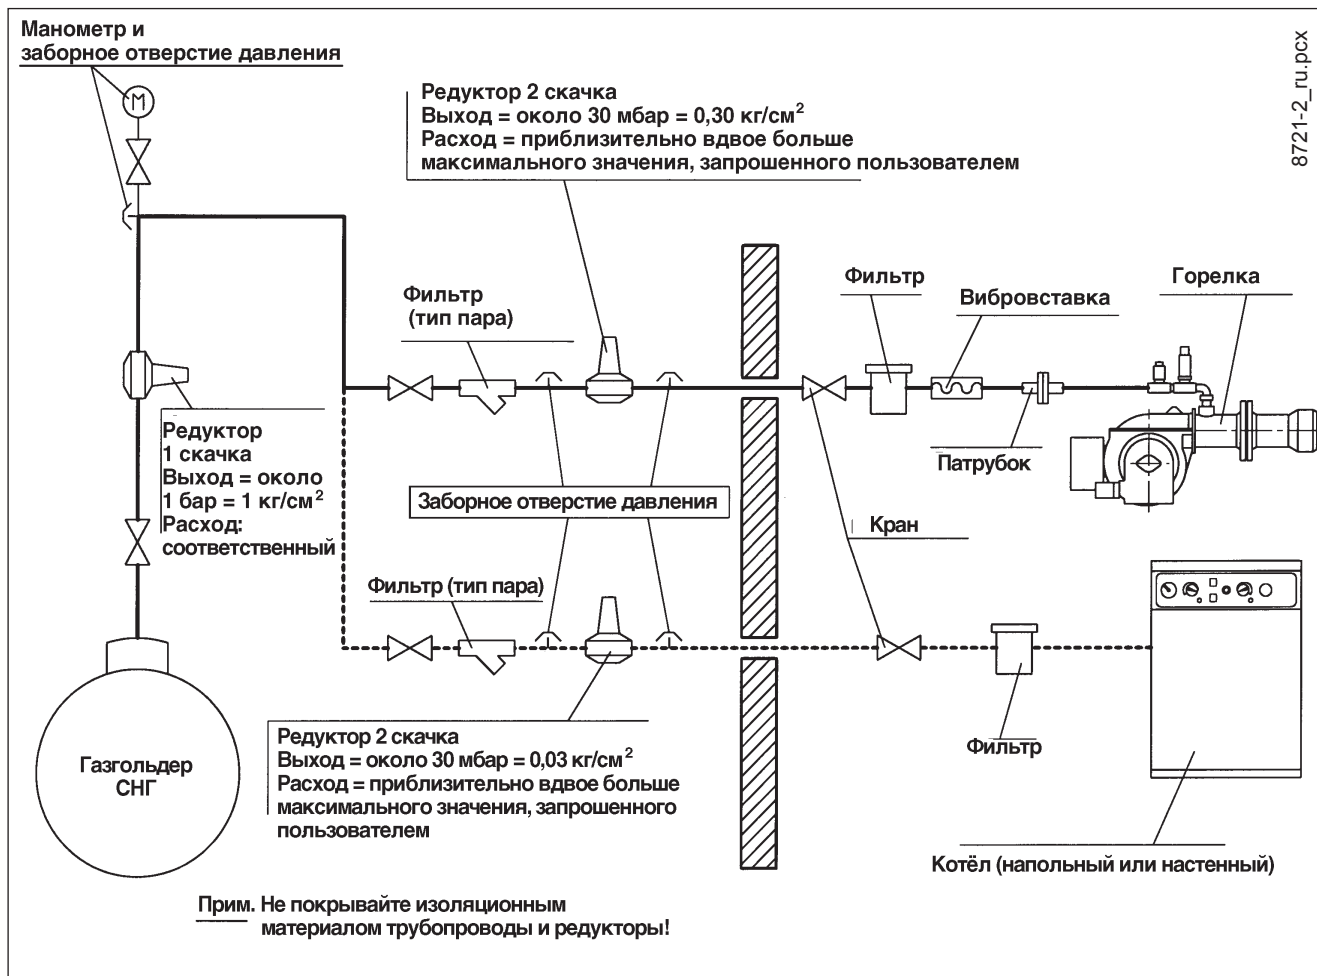 Манометр и
заборное отверстие давления
M
8721-2_ru.pcx
Редуктор 2 скачка
Выход = около 30 мбар = 0,30 кг/см²
Расход = приблизительно вдвое больше
максимального значения, запрошенного пользователем
Фильтр
(тип пара)
Фильтр
Вибровставка
Горелка
Редуктор
1 скачка
Выход = около
1 бар = 1 кг/см²
Расход:
соответственный
Патрубок
Заборное отверстие давления
Кран
Фильтр (тип пара)
Редуктор 2 скачка
Выход = около 30 мбар = 0,03 кг/см²
Расход = приблизительно вдвое больше
максимального значения, запрошенного
пользователем
Фильтр
Газгольдер
СНГ
Котёл (напольный или настенный)
Прим. Не покрывайте изоляционным
материалом трубопроводы и редукторы!